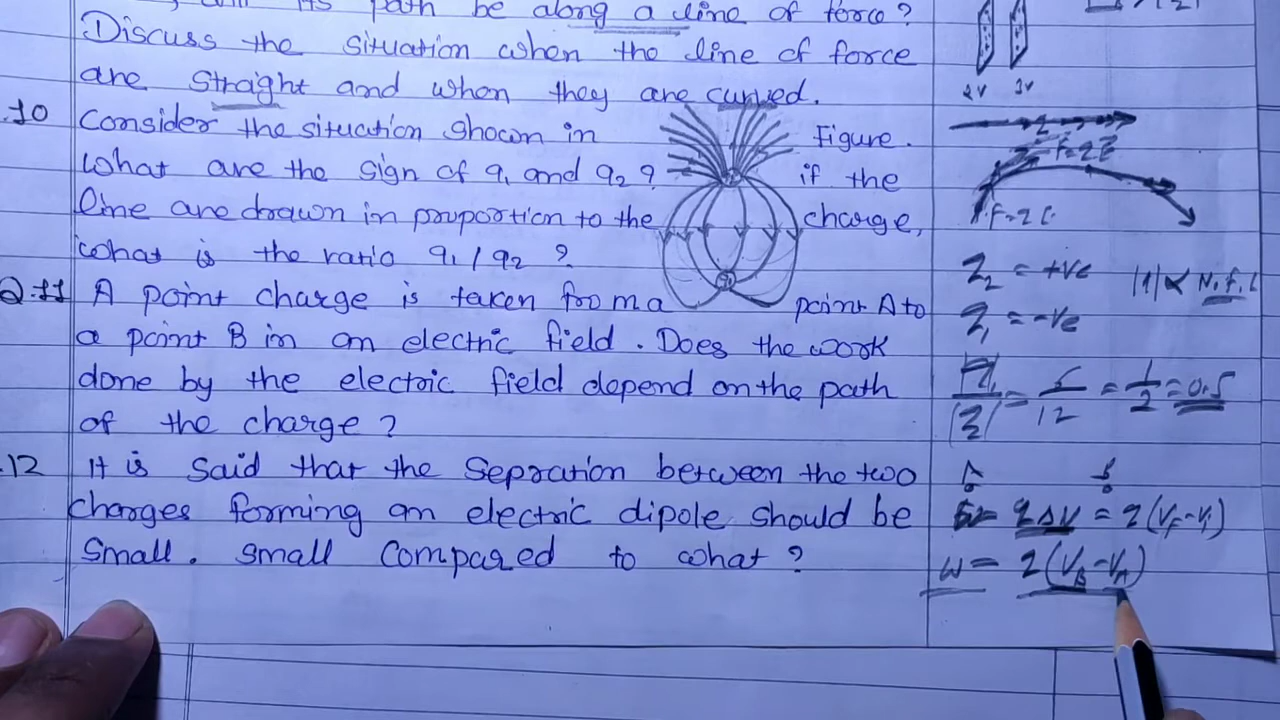 its path be along a line of force?
Discuss the situation when the line of force
are straight and when they are curved.
.10 Consider the situation shown in Figure.
What are the sign of q1 and q2? if the
line are drawn in proportion to the charge,
what is the ratio q1/q2 ?
Q.11 A point charge is taken from a point A to
a point B in an electric field. Does the work
done by the electric field depend on the path
of the charge?
.12 It is said that the Sepration between the two
charges forming an electric dipole should be
small. small compared to what?
2V 3V
F=2E
F=2E
q2 = +ve
q1 = -ve
N.F.L
= 6/12 = 1/2 = 0.5
qΔV = q(VF-Vi)
W = q(VB-VA)